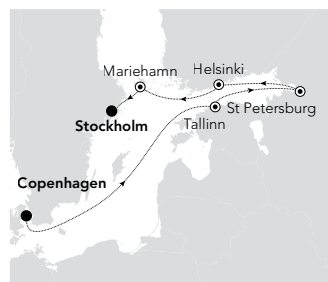 Mariehamn
Helsinki
St Petersburg
Tallinn
Stockholm
Copenhagen